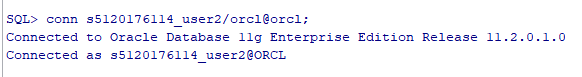 SQL> conn s5120176114_user2/orcl@orcl;
Connected to Oracle Database 11g Enterprise Edition Release 11.2.0.1.0
Connected as s5120176114_user2@ORCL